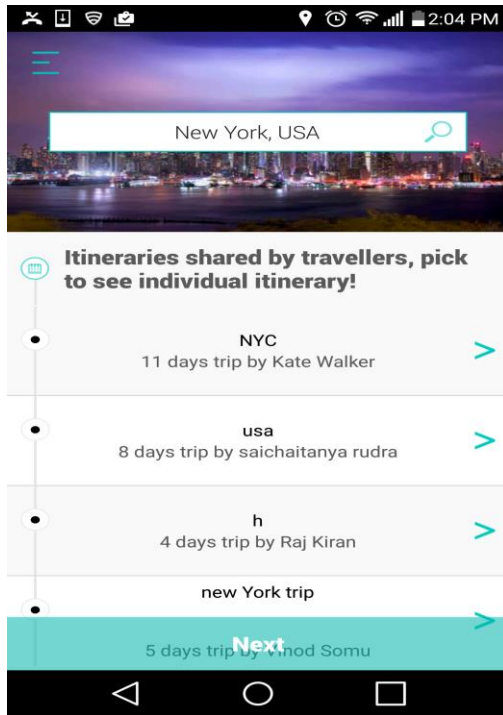 2:04 PM
New York, USA
Itineraries shared by travellers, pick
to see individual itinerary!
NYC
11 days trip by Kate Walker
>
usa
8 days trip by saichaitanya rudra
>
h
4 days trip by Raj Kiran
>
new York trip
>
5 days trip by Vinod Somu
Next